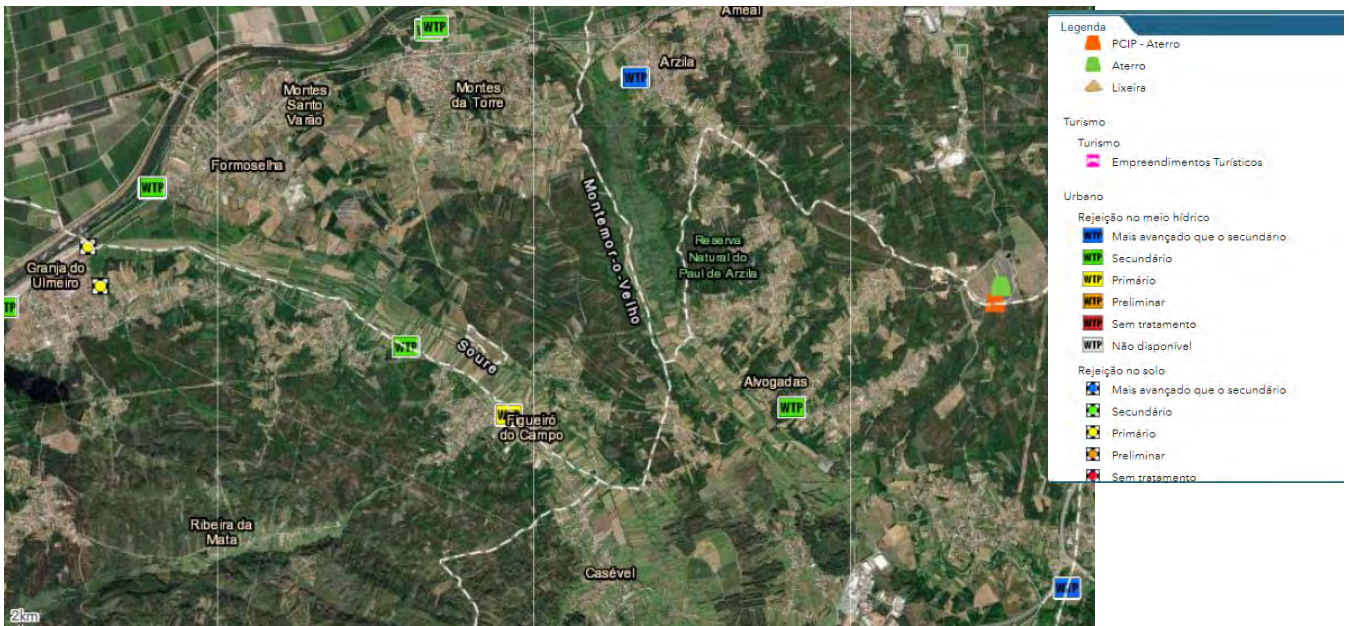 Ameal
WTP
Arzila
WTP
Montes
Santo
Varão
Montes
da Torre
Formoselha
WTP
Montemor-o-Velho
Reserva
Natural do
Paul de Arzila
Granja do
Ulmeiro
WTP
Soure
Alvogadas
WTP
Figueiró
do Campo
Ribeira da
Mata
Casével
WTP
2km
Legenda
PCIP - Aterro
Aterro
Lixeira
Turismo
Turismo
Empreendimentos Turísticos
Urbano
Rejeição no meio hídrico
WTP Mais avançado que o secundário
WTP Secundário
WTP Primário
WTP Preliminar
WTP Sem tratamento
WTP Não disponível
Rejeição no solo
Mais avançado que o secundário
Secundário
Primário
Preliminar
Sem tratamento